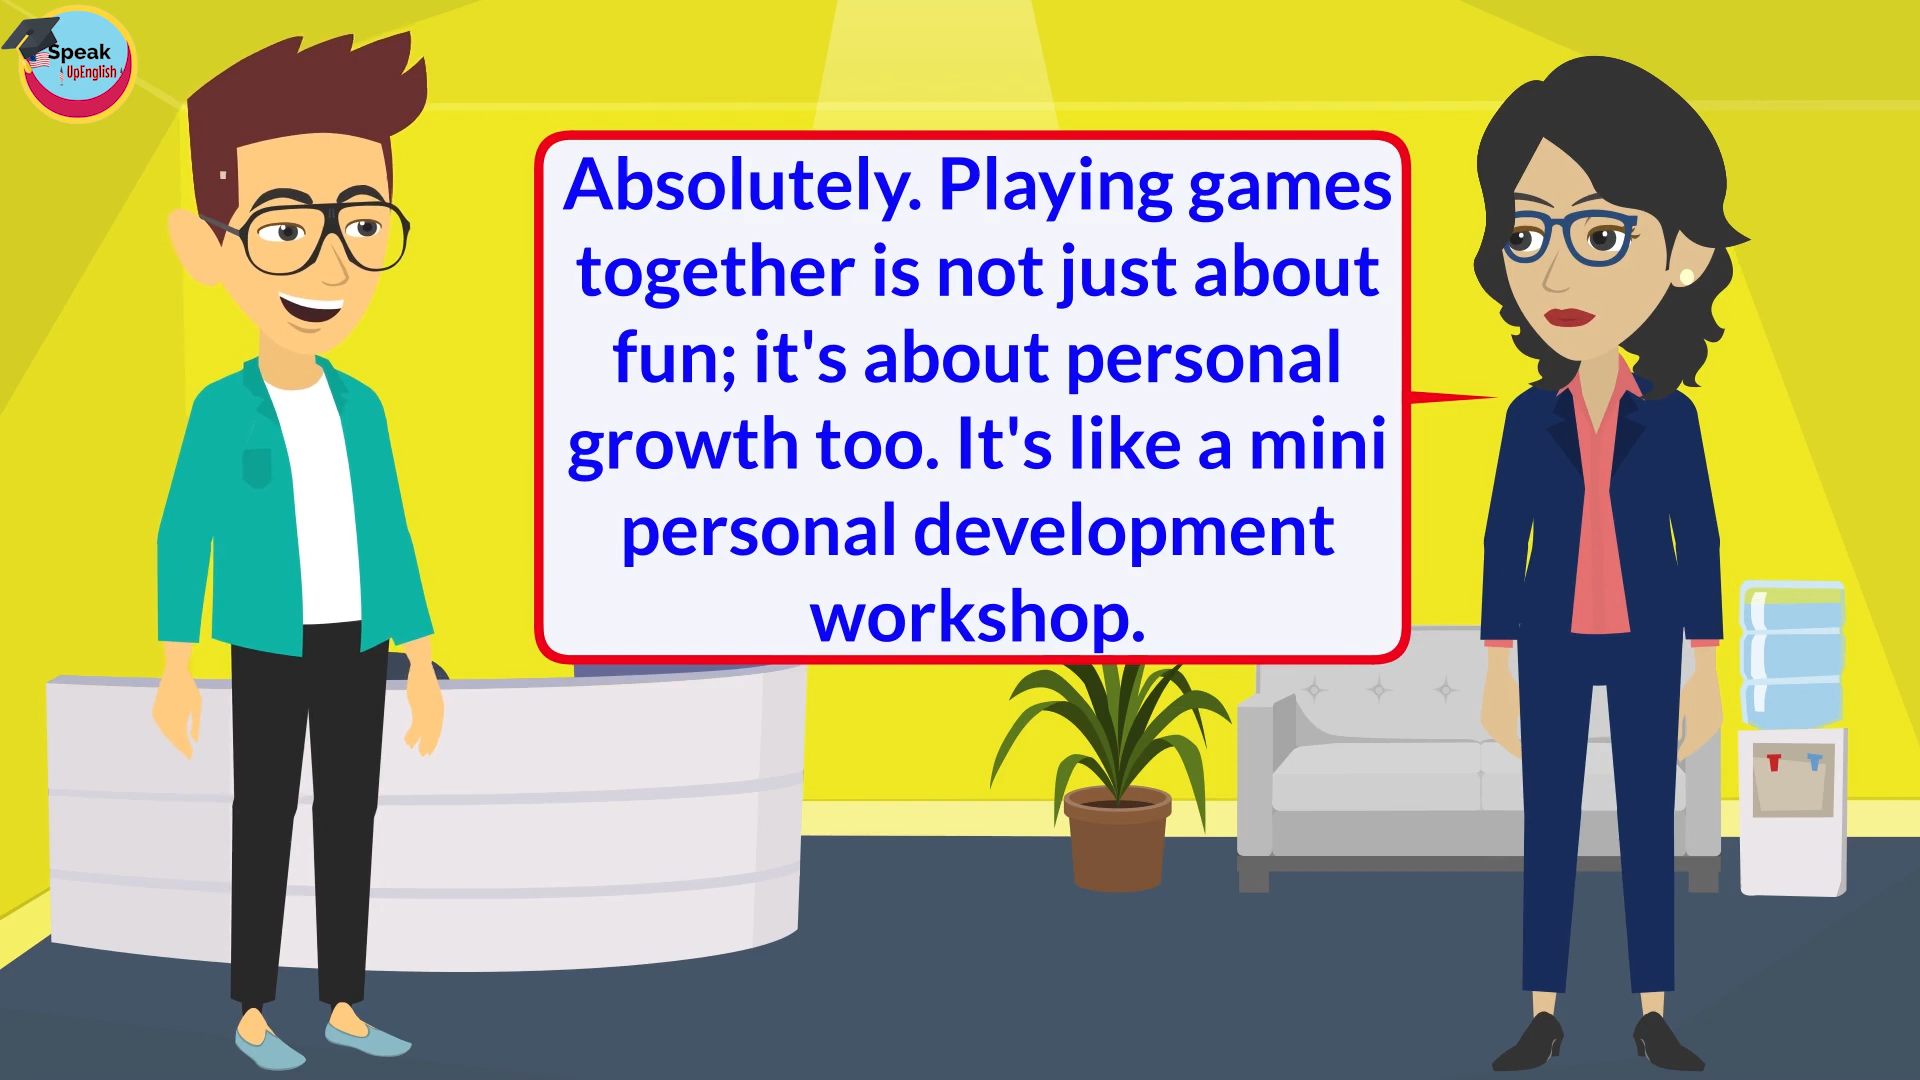 Speak
UpEnglish
Absolutely. Playing games
together is not just about
fun; it's about personal
growth too. It's like a mini
personal development
workshop.